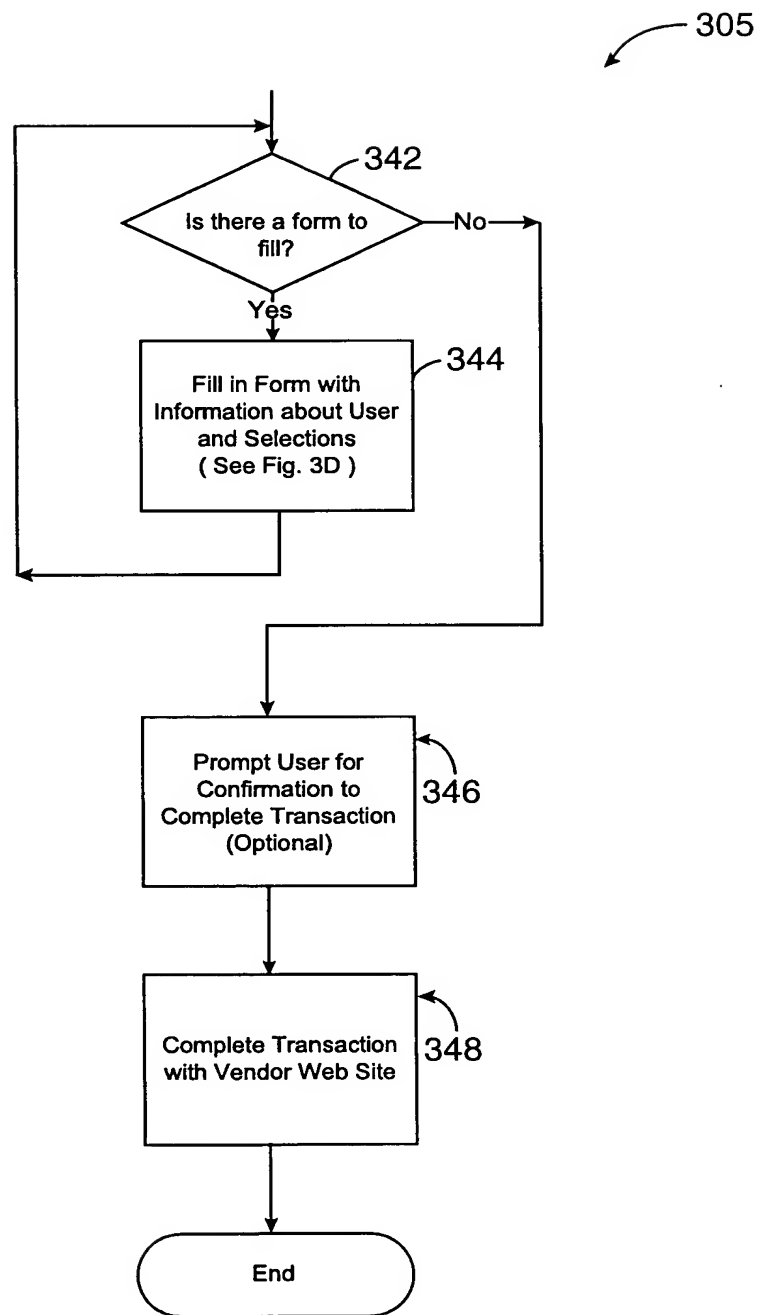 305
342
Is there a form to
fill?
No
Yes
344
Fill in Form with
Information about User
and Selections
( See Fig. 3D )
Prompt User for
Confirmation to
Complete Transaction
(Optional)
346
Complete Transaction
with Vendor Web Site
348
End